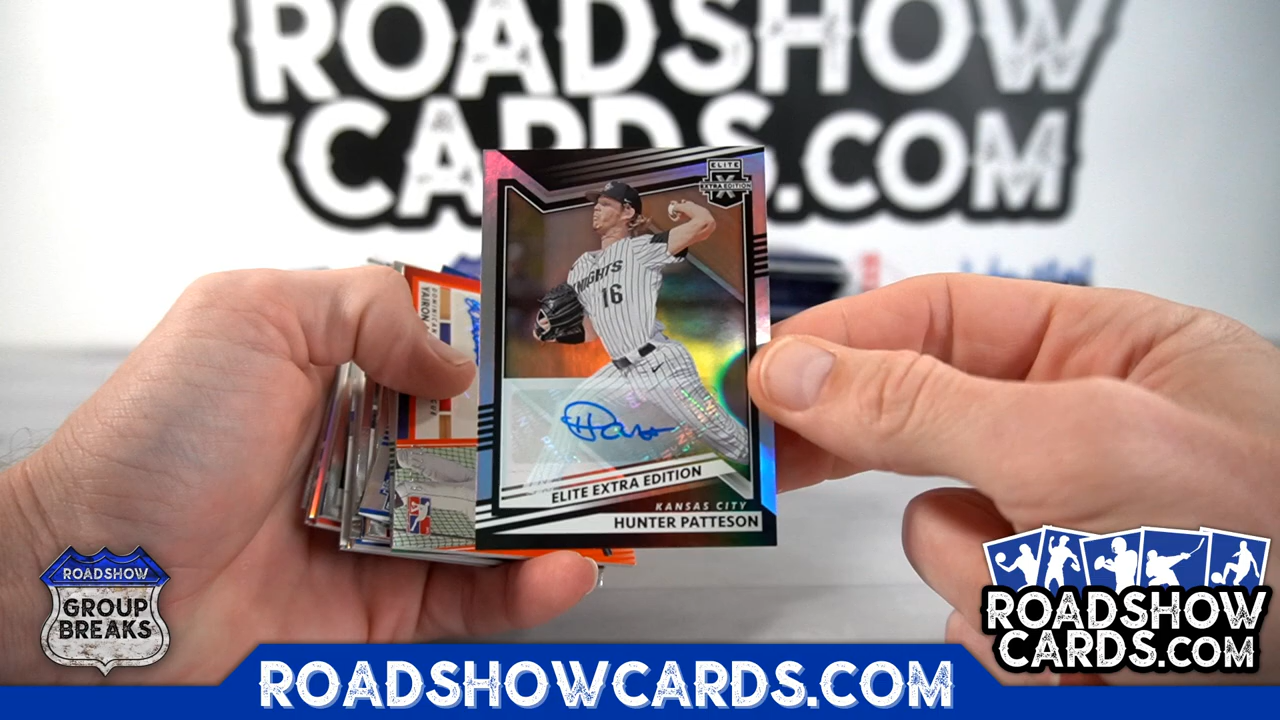 ROADSHOW
CARDS.COM
ELITE
X
EXTRA EDITION
KNIGHTS
16
ELITE EXTRA EDITION
KANSAS CITY
HUNTER PATTESON
YAIRON
ROADSHOW
GROUP
BREAKS
ROADSHOW
CARDS.COM
ROADSHOWCARDS.COM